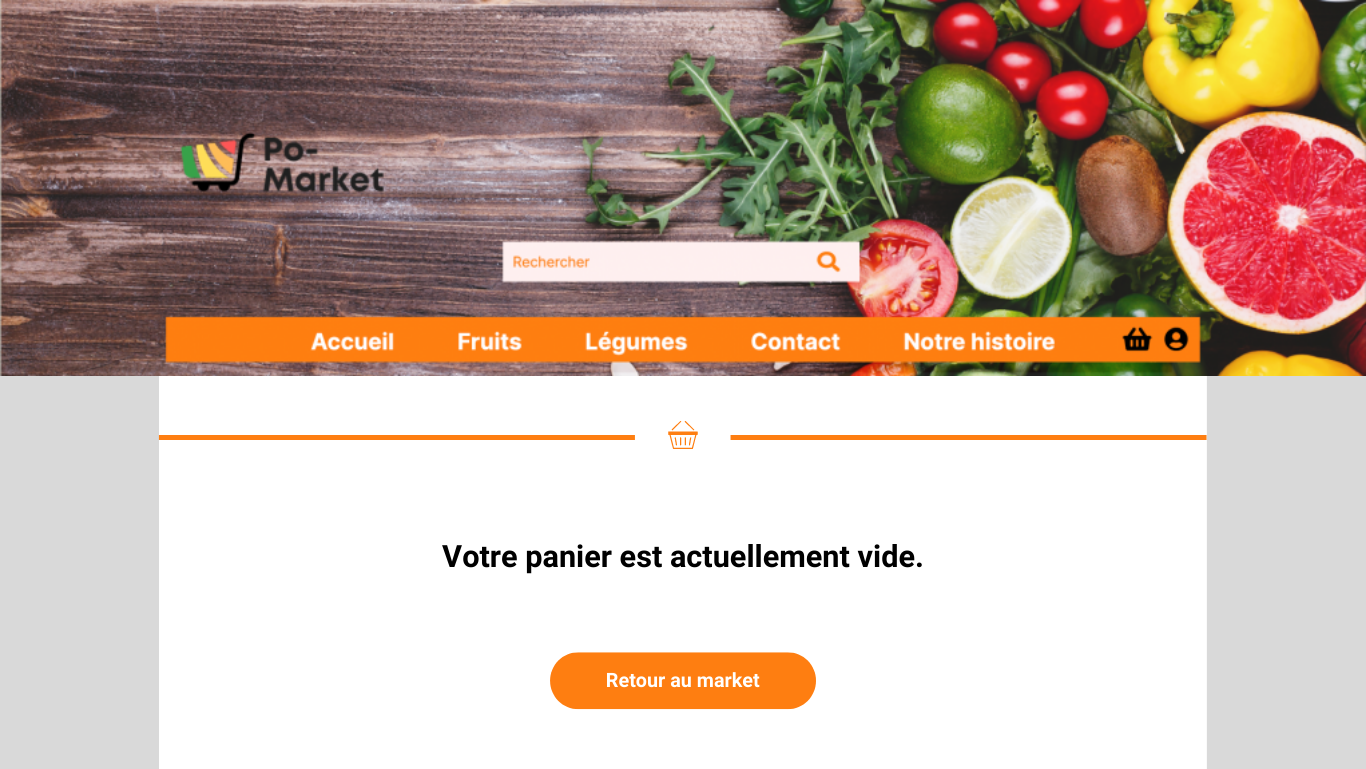 Po-
Market
Rechercher
Accueil Fruits Légumes Contact Notre histoire
Votre panier est actuellement vide.
Retour au market